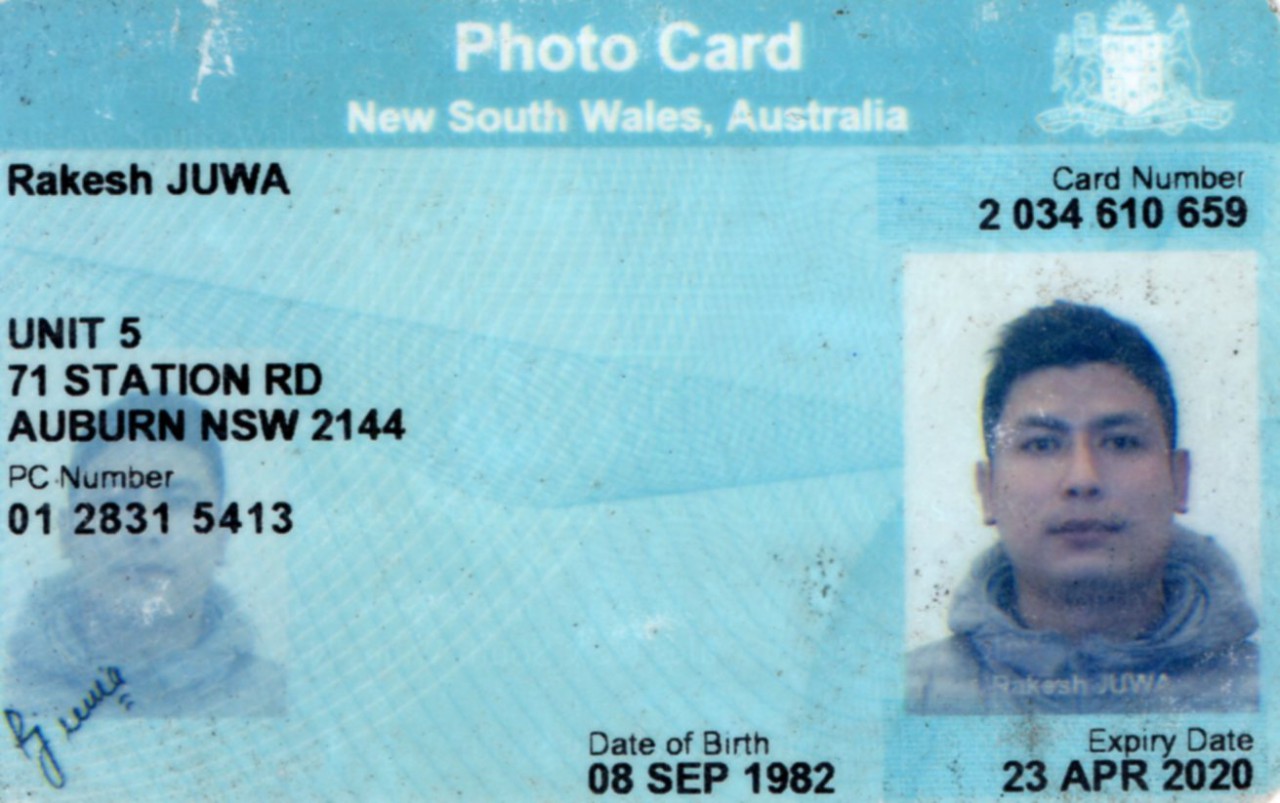 Photo Card
New South Wales, Australia
Rakesh JUWA
Card Number
2 034 610 659
UNIT 5
71 STATION RD
AUBURN NSW 2144
PC Number
01 2831 5413
Rakesh JUWA
Date of Birth
08 SEP 1982
Expiry Date
23 APR 2020